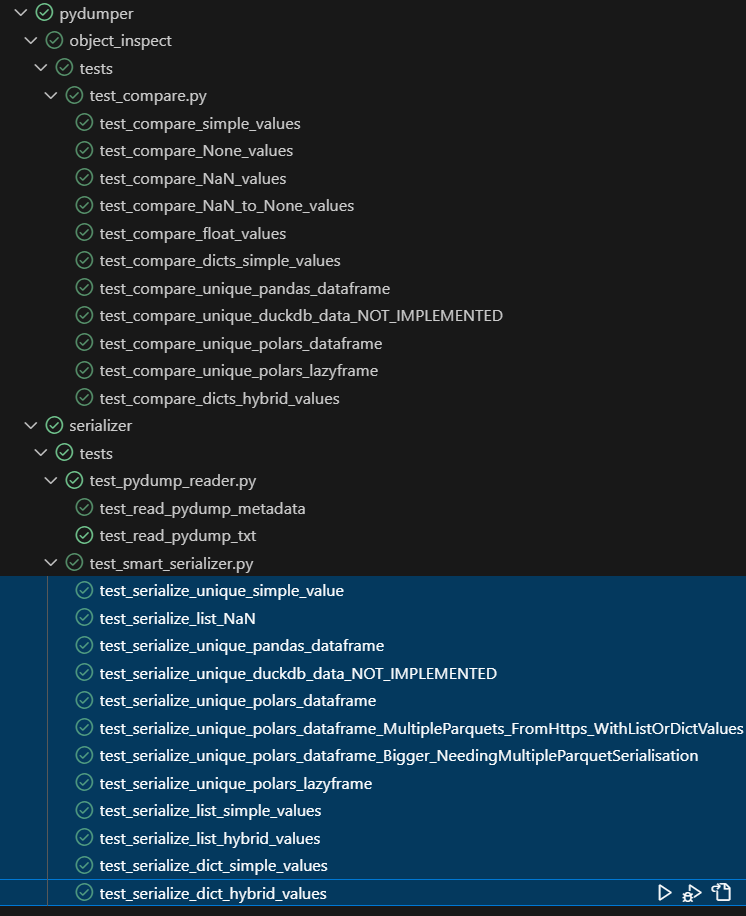 pydumper
object_inspect
tests
test_compare.py
test_compare_simple_values
test_compare_None_values
test_compare_NaN_values
test_compare_NaN_to_None_values
test_compare_float_values
test_compare_dicts_simple_values
test_compare_unique_pandas_dataframe
test_compare_unique_duckdb_data_NOT_IMPLEMENTED
test_compare_unique_polars_dataframe
test_compare_unique_polars_lazyframe
test_compare_dicts_hybrid_values
serializer
tests
test_pydump_reader.py
test_read_pydump_metadata
test_read_pydump_txt
test_smart_serializer.py
test_serialize_unique_simple_value
test_serialize_list_NaN
test_serialize_unique_pandas_dataframe
test_serialize_unique_duckdb_data_NOT_IMPLEMENTED
test_serialize_unique_polars_dataframe
test_serialize_unique_polars_dataframe_MultipleParquets_FromHttps_WithListOrDictValues
test_serialize_unique_polars_dataframe_Bigger_NeedingMultipleParquetSerialisation
test_serialize_unique_polars_lazyframe
test_serialize_list_simple_values
test_serialize_list_hybrid_values
test_serialize_dict_simple_values
test_serialize_dict_hybrid_values